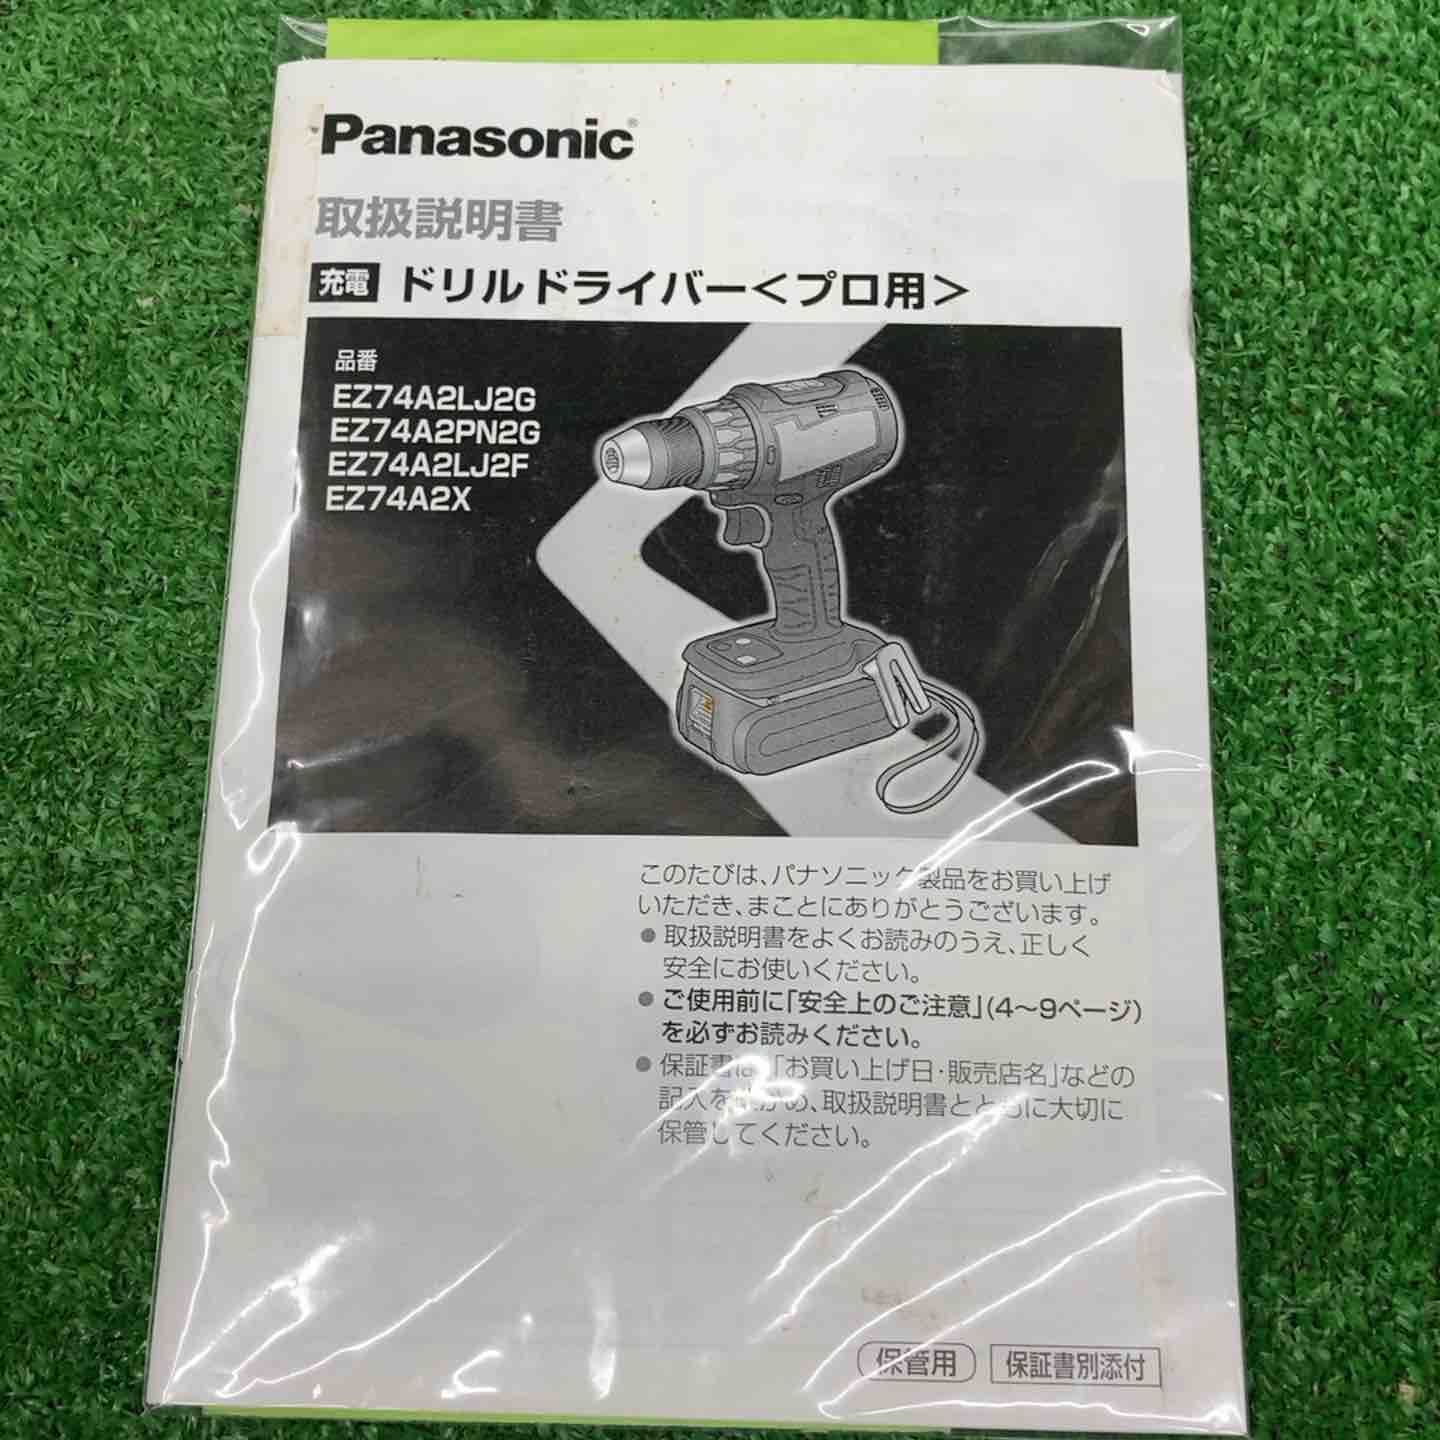 Panasonic®
取扱説明書
充電 ドリルドライバー<プロ用>
品番
EZ74A2LJ2G
EZ74A2PN2G
EZ74A2LJ2F
EZ74A2X
このたびは、パナソニック製品をお買い上げ
いただき、まことにありがとうございます。
● 取扱説明書をよくお読みのうえ、正しく
安全にお使いください。
● ご使用前に「安全上のご注意」(4～9ページ)
を必ずお読みください。
● 保証書は、「お買い上げ日・販売店名」などの
記入を確かめ、取扱説明書とともに大切に
保管してください。
保管用 保証書別添付